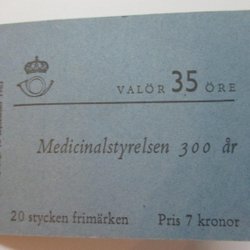 VALÖR 35 ÖRE
Medicinalstyrelsen 300 år
20 stycken frimärken Pris 7 kronor